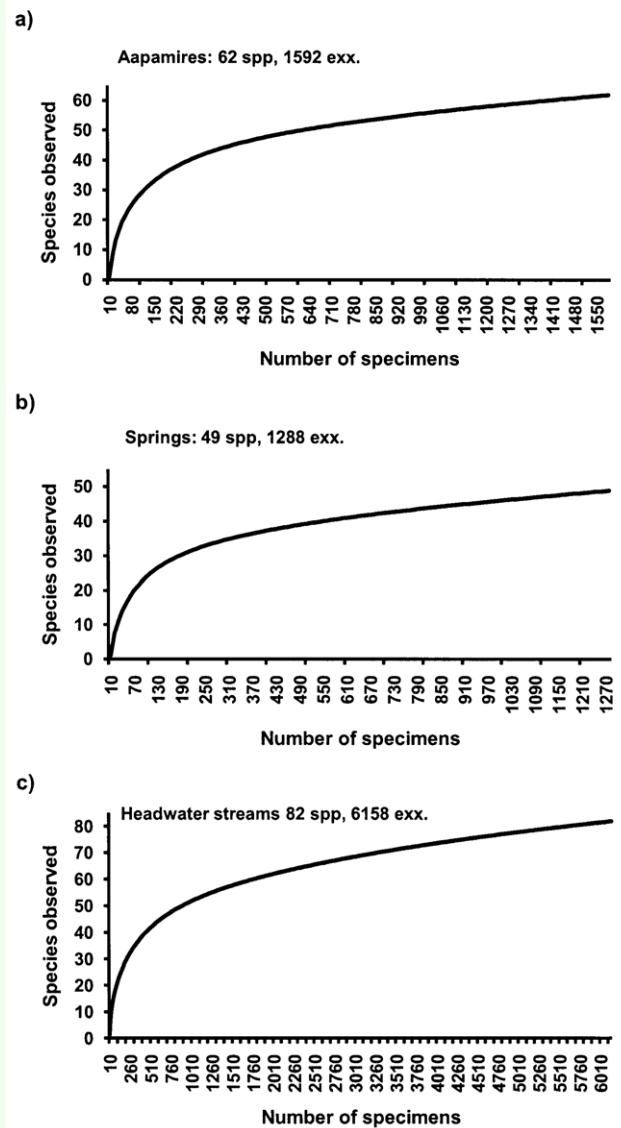 a)
Aapamires: 62 spp, 1592 exx.
Species observed
60
50
40
30
20
10
0
10 80 150 220 290 360 430 500 570 640 710 780 850 920 990 1060 1130 1200 1270 1340 1410 1480 1550
Number of specimens
b)
Springs: 49 spp, 1288 exx.
Species observed
50
40
30
20
10
0
10 70 130 190 250 310 370 430 490 550 610 670 730 790 850 910 970 1030 1090 1150 1210 1270
Number of specimens
c)
Headwater streams 82 spp, 6158 exx.
Species observed
80
70
60
50
40
30
20
10
0
10 260 510 760 1010 1260 1510 1760 2010 2260 2510 2760 3010 3260 3510 3760 4010 4260 4510 4760 5010 5260 5510 5760 6010
Number of specimens